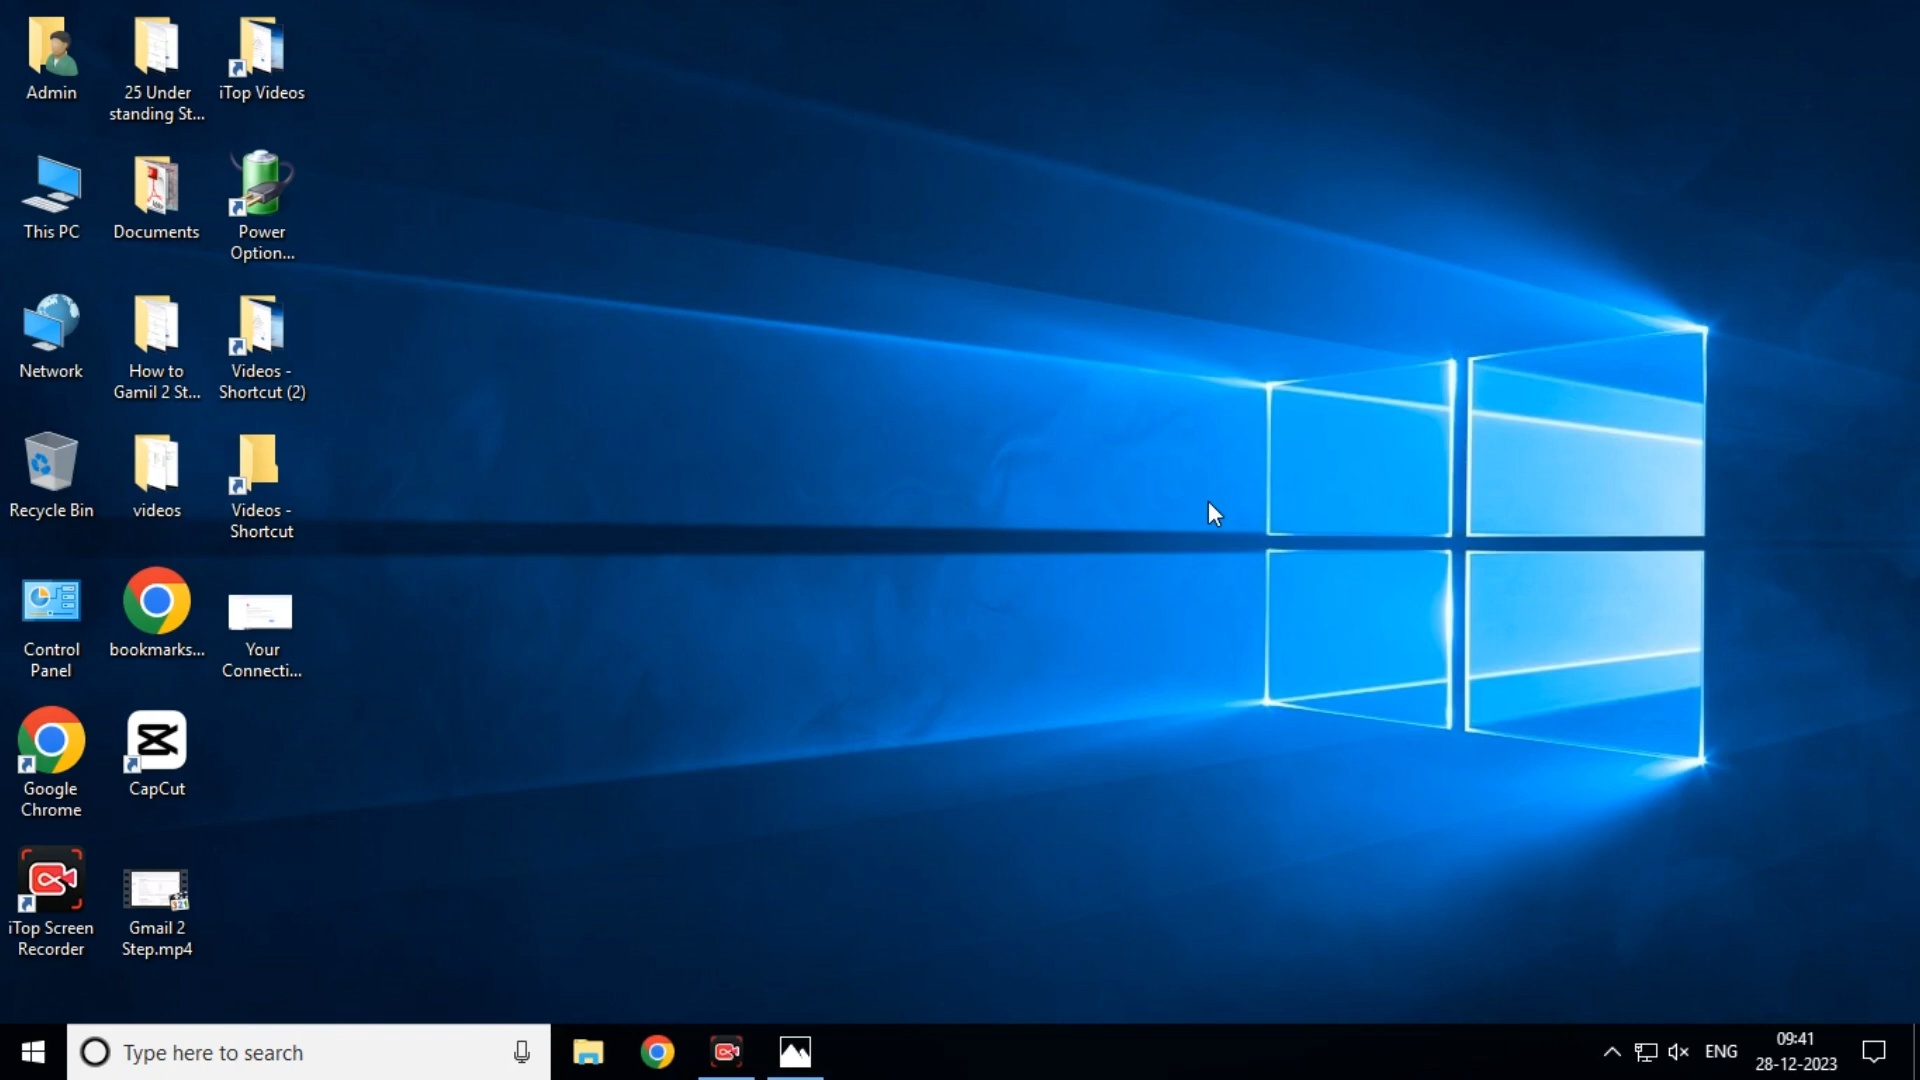 Admin
25 Under
standing St...
iTop Videos
This PC
Documents
Power
Option...
Network
How to
Gamil 2 St...
Videos -
Shortcut (2)
Recycle Bin
videos
Videos -
Shortcut
Control
Panel
bookmarks...
Your
Connecti...
Google
Chrome
CapCut
iTop Screen
Recorder
Gmail 2
Step.mp4
Type here to search
ENG
09:41
28-12-2023